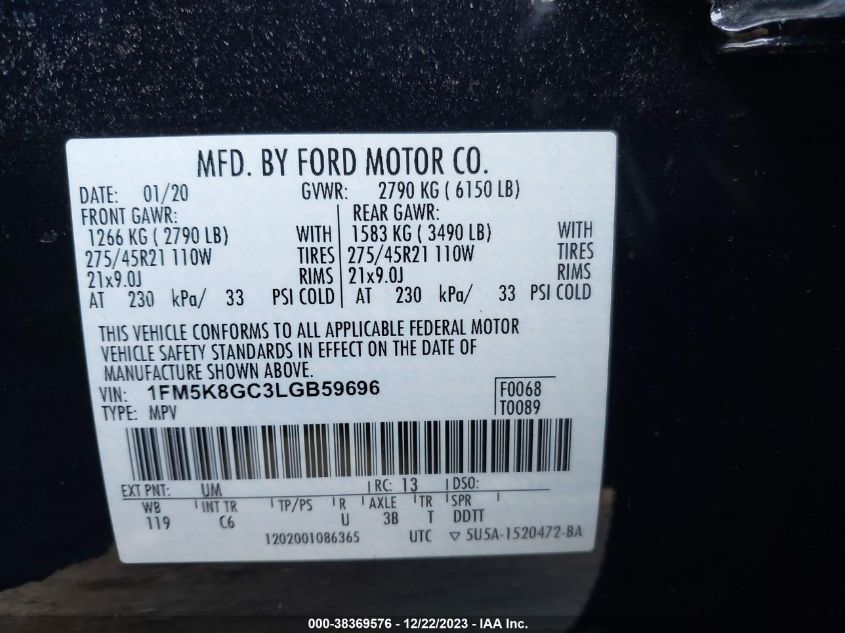 MFD. BY FORD MOTOR CO.
DATE: 01/20 GVWR: 2790 KG ( 6150 LB)
FRONT GAWR: REAR GAWR:
1266 KG ( 2790 LB) WITH 1583 KG ( 3490 LB) WITH
275/45R21 110W TIRES 275/45R21 110W TIRES
21x9.0J RIMS 21x9.0J RIMS
AT 230 kPa/ 33 PSI COLD AT 230 kPa/ 33 PSI COLD
THIS VEHICLE CONFORMS TO ALL APPLICABLE FEDERAL MOTOR
VEHICLE SAFETY STANDARDS IN EFFECT ON THE DATE OF
MANUFACTURE SHOWN ABOVE.
VIN: 1FM5K8GC3LGB59696 F0068
TYPE: MPV T0089
EXT PNT: UM RC: 13 DSO:
WB INT TR TP/PS R AXLE TR SPR
119 C6 U 3B T DDTT
1202001086365 UTC ▽ SU5A-1520472-BA
000-38369576 - 12/22/2023 - IAA Inc.